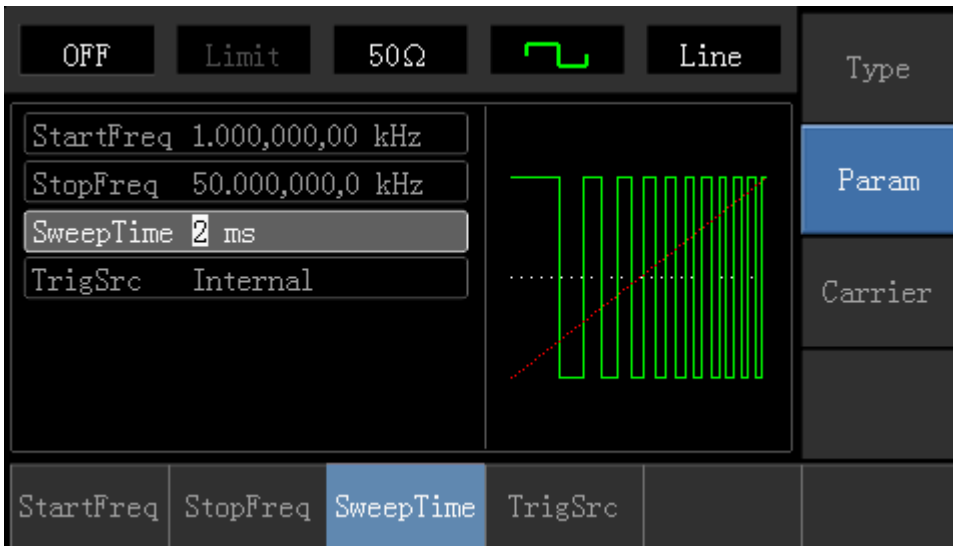 OFF Limit 50Ω Line
Type
StartFreq 1.000,000,00 kHz
StopFreq 50.000,000,0 kHz
Param
SweepTime 2 ms
TrigSrc Internal
Carrier
StartFreq StopFreq SweepTime TrigSrc